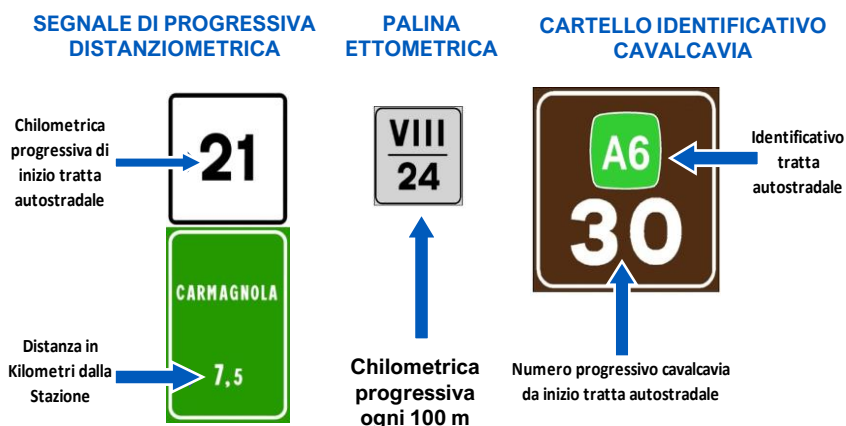 SEGNALE DI PROGRESSIVA
DISTANZIOMETRICA
PALINA
ETTOMETRICA
CARTELLO IDENTIFICATIVO
CAVALCAVIA
Chilometrica
progressiva di
inizio tratta
autostradale
21
CARMAGNOLA
7,5
Distanza in
Kilometri dalla
Stazione
VIII
24
Chilometrica
progressiva
ogni 100 m
A6
30
Identificativo
tratta
autostradale
Numero progressivo cavalcavia
da inizio tratta autostradale